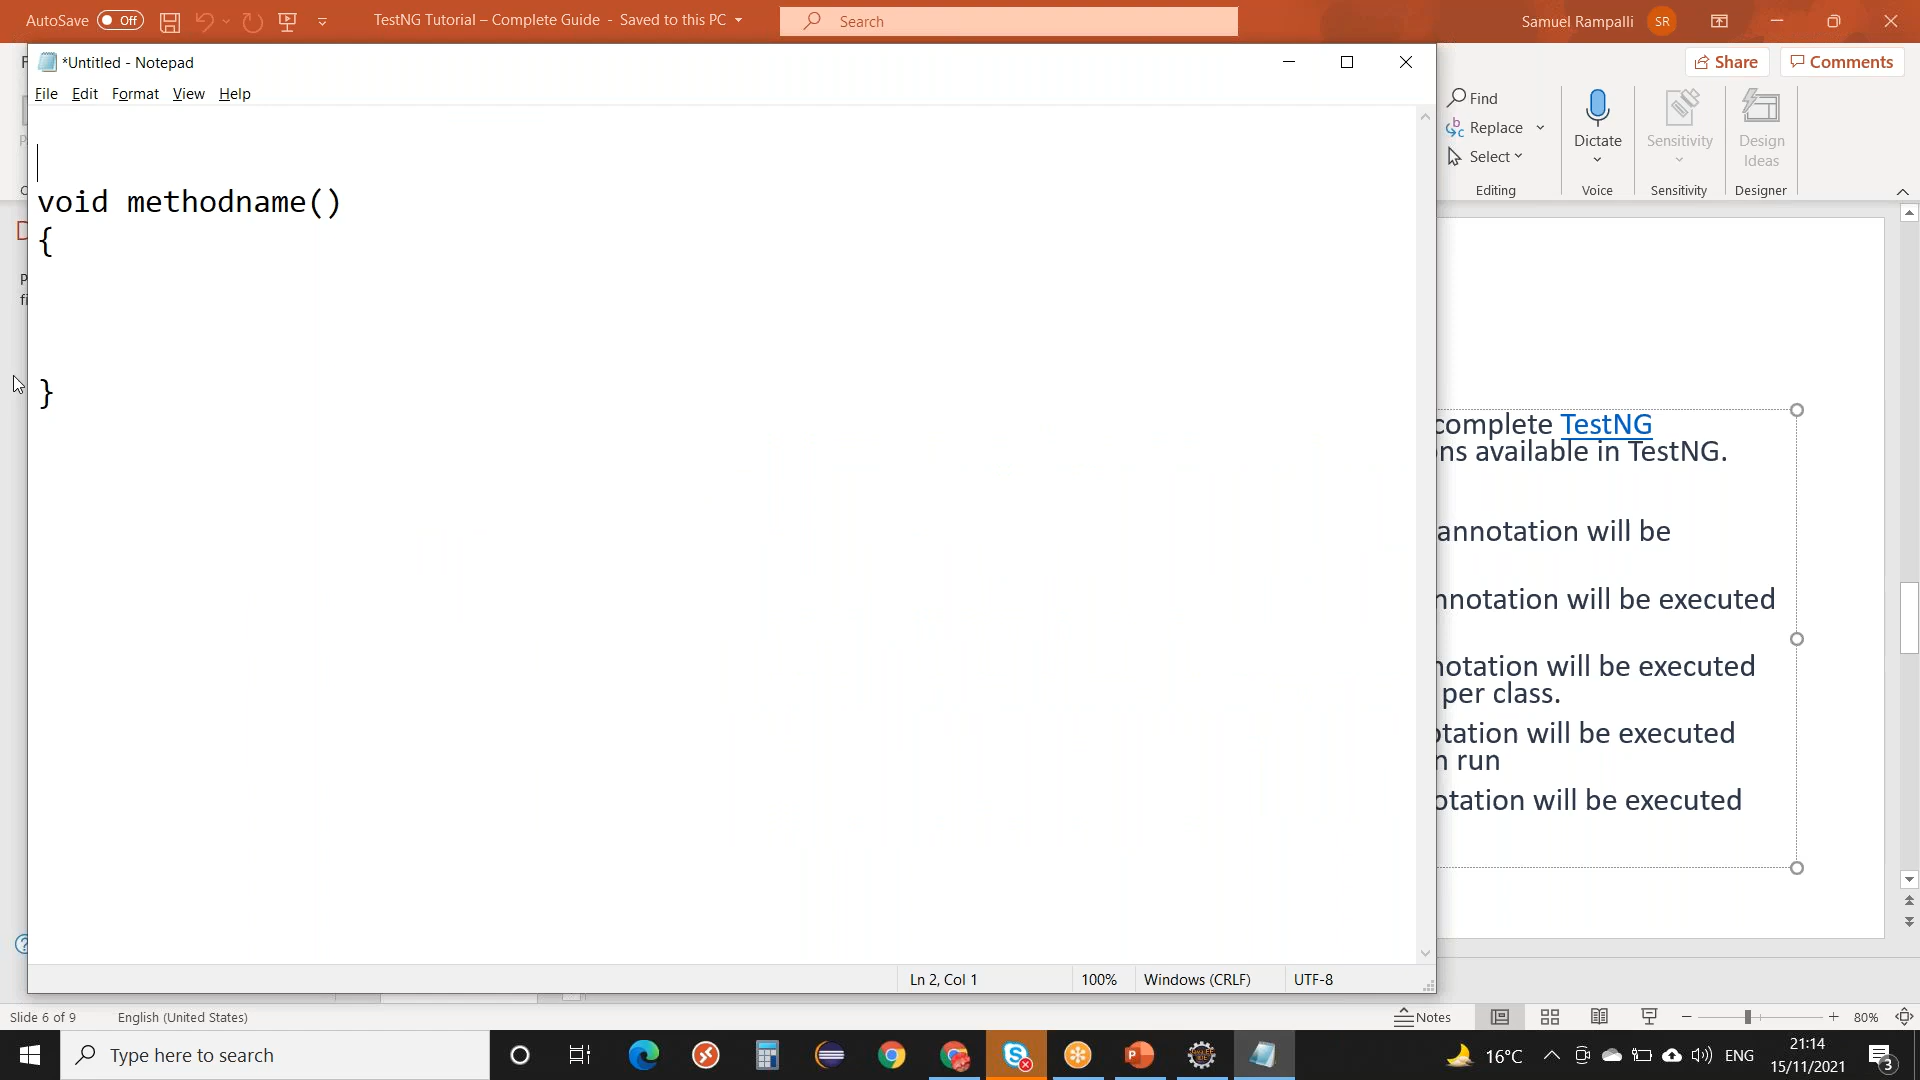 AutoSave Off TestNG Tutorial – Complete Guide - Saved to this PC Search Samuel Rampalli SR
*Untitled - Notepad
File Edit Format View Help
Share Comments
Find
Replace
Select
Editing
Dictate
Voice
Sensitivity
Sensitivity
Design
Ideas
Designer
void methodname()
{
}
complete TestNG
ns available in TestNG.
annotation will be
nnotation will be executed
notation will be executed
per class.
otation will be executed
n run
otation will be executed
Ln 2, Col 1 100% Windows (CRLF) UTF-8
Slide 6 of 9 English (United States) Notes 80%
Type here to search
16°C ENG
21:14
15/11/2021
3